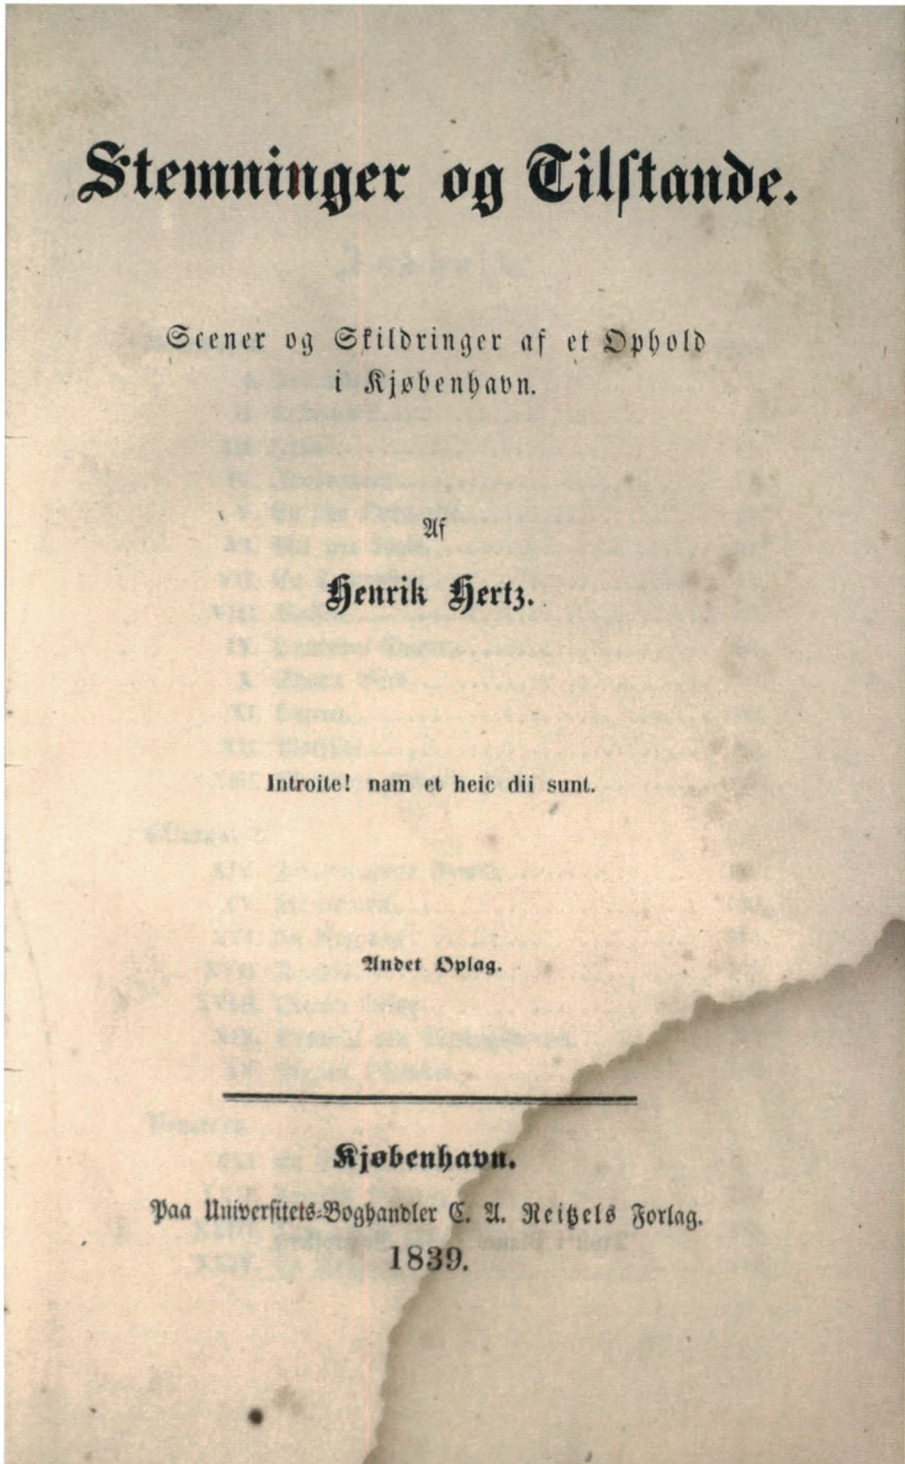 Stemninger og Tilstande.
Scener og Skildringer af et Ophold
i Kjøbenhavn.
Af
Henrik Hertz.
Introite! nam et heic dii sunt.
Andet Oplag.
Kjøbenhavn.
Paa Universitets-Boghandler C. A. Reitzels Forlag.
1839.